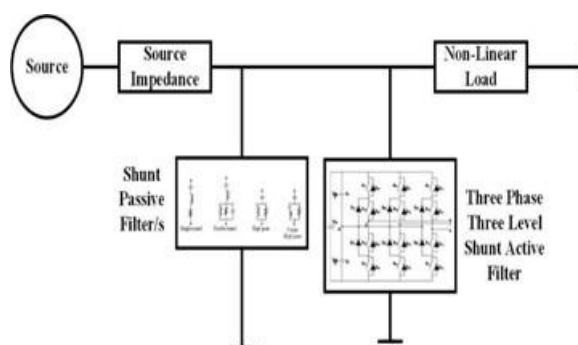 Source
Source
Impedance
Non-Linear
Load
Shunt
Passive
Filter/s
Three Phase
Three Level
Shunt Active
Filter